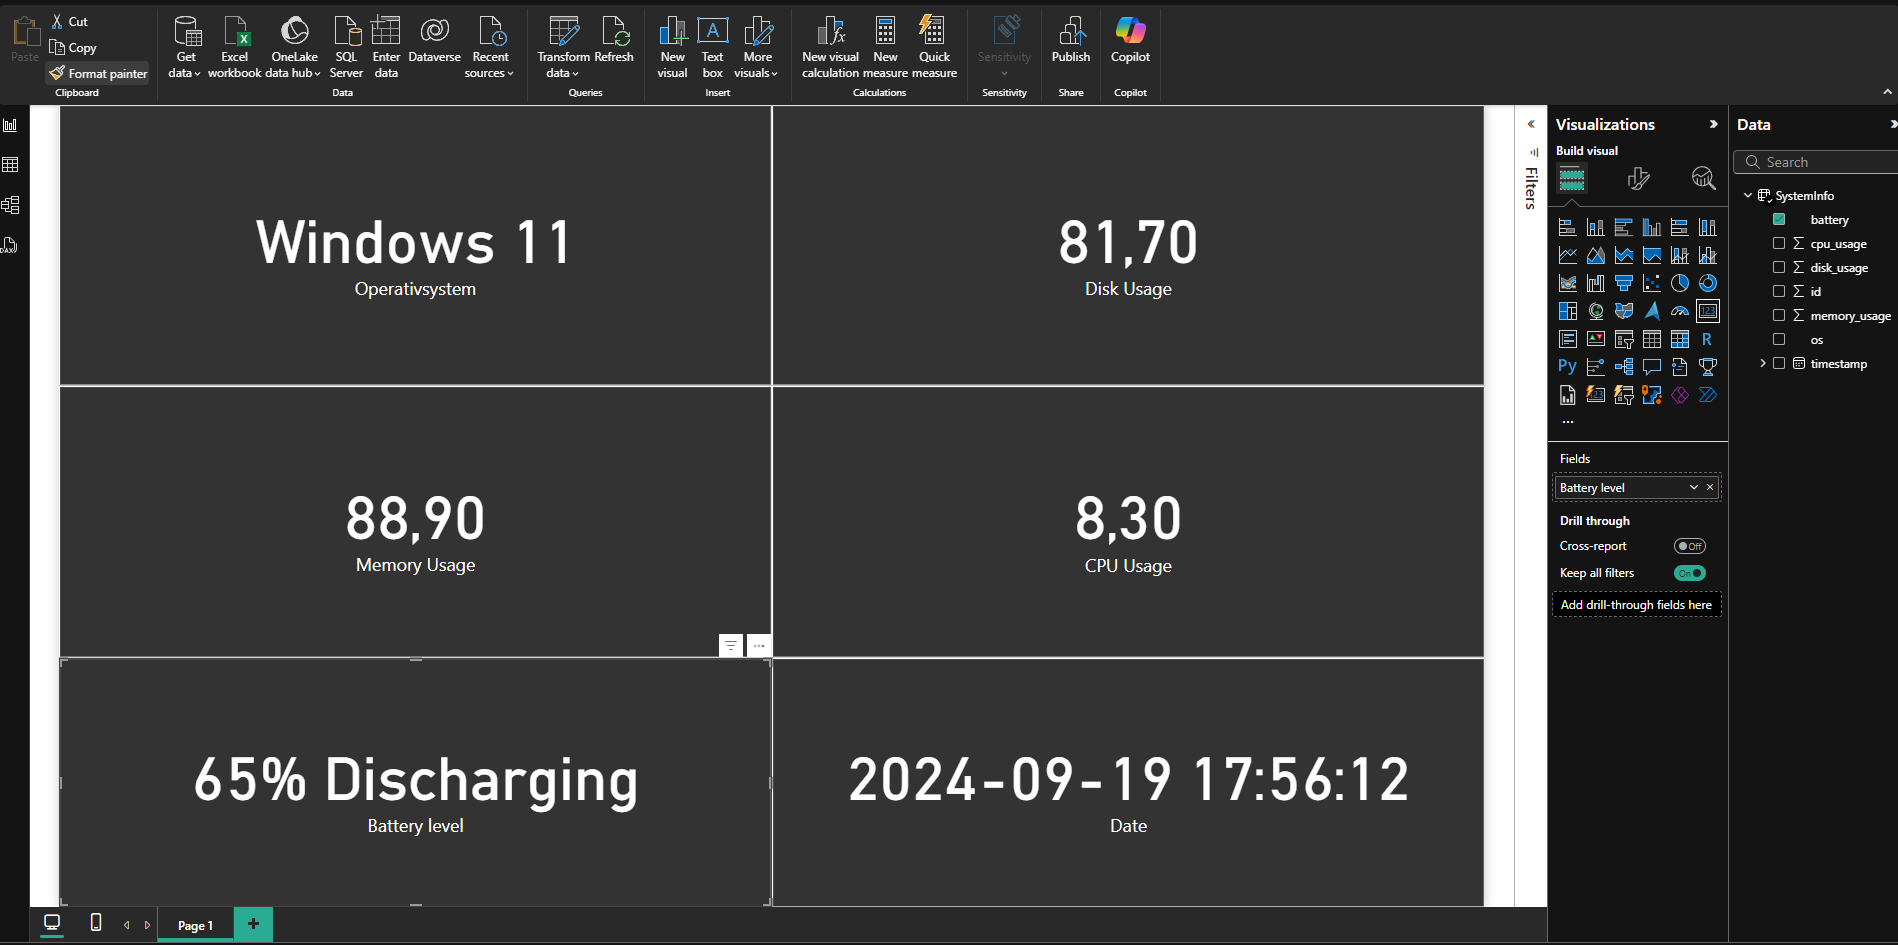 Paste
Cut
Copy
Format painter
Clipboard
Get data
Excel workbook
OneLake data hub
SQL Server
Enter data
Dataverse
Recent sources
Data
Transform data
Refresh
Queries
New visual
Text box
More visuals
Insert
New visual calculation
New measure
Quick measure
Calculations
Sensitivity
Sensitivity
Publish
Share
Copilot
Copilot
Windows 11
Operativsystem
81,70
Disk Usage
88,90
Memory Usage
8,30
CPU Usage
65% Discharging
Battery level
2024-09-19 17:56:12
Date
Page 1
Filters
Visualizations
Build visual
123
R
Py
123
...
Fields
Battery level
Drill through
Cross-report
Off
Keep all filters
On
Add drill-through fields here
Data
Search
SystemInfo
battery
cpu_usage
disk_usage
id
memory_usage
os
timestamp
DAX